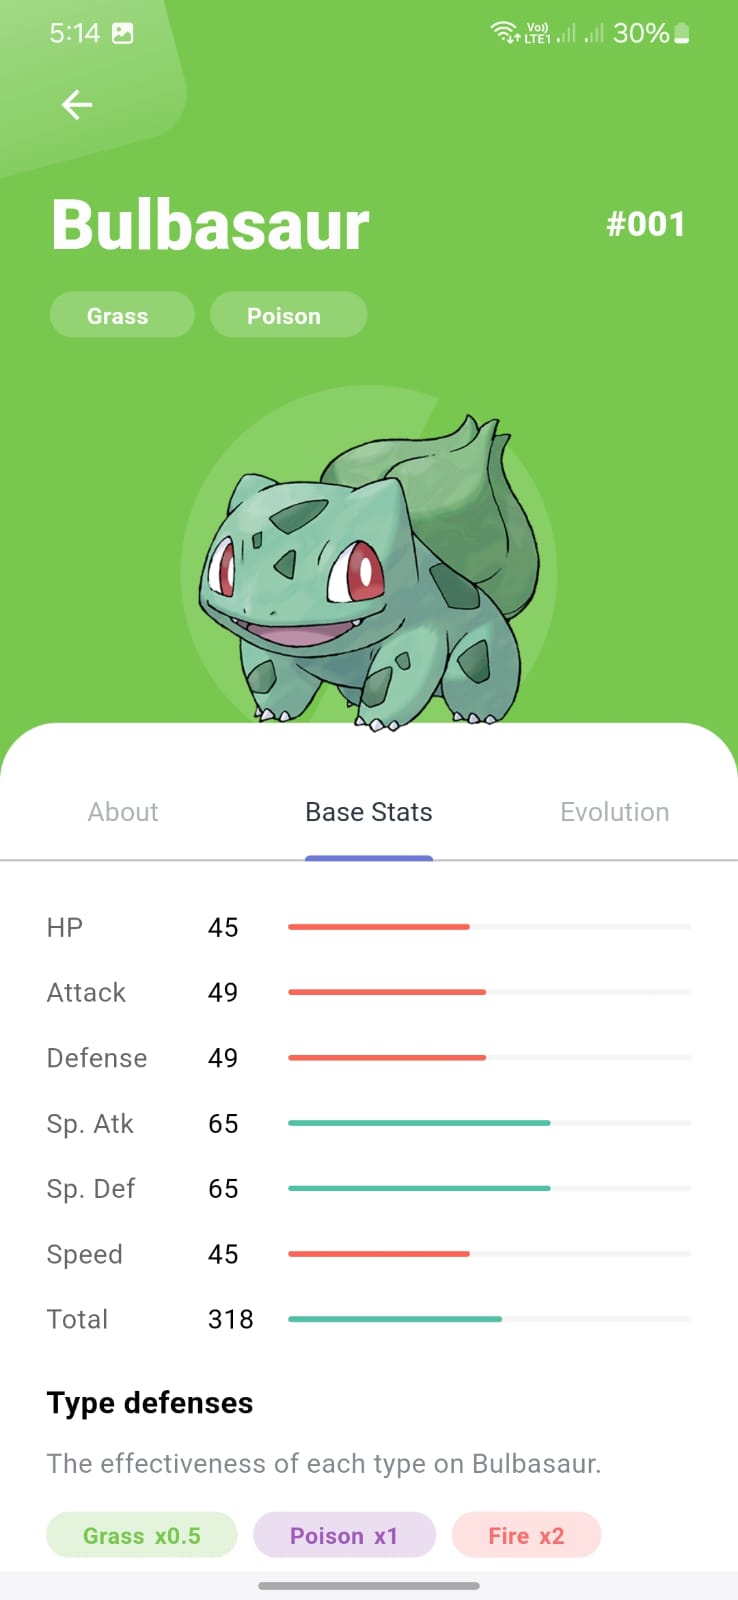 5:14 Vo)) LTE1 30%
Bulbasaur #001
Grass Poison
About Base Stats Evolution
HP 45
Attack 49
Defense 49
Sp. Atk 65
Sp. Def 65
Speed 45
Total 318
Type defenses
The effectiveness of each type on Bulbasaur.
Grass x0.5 Poison x1 Fire x2